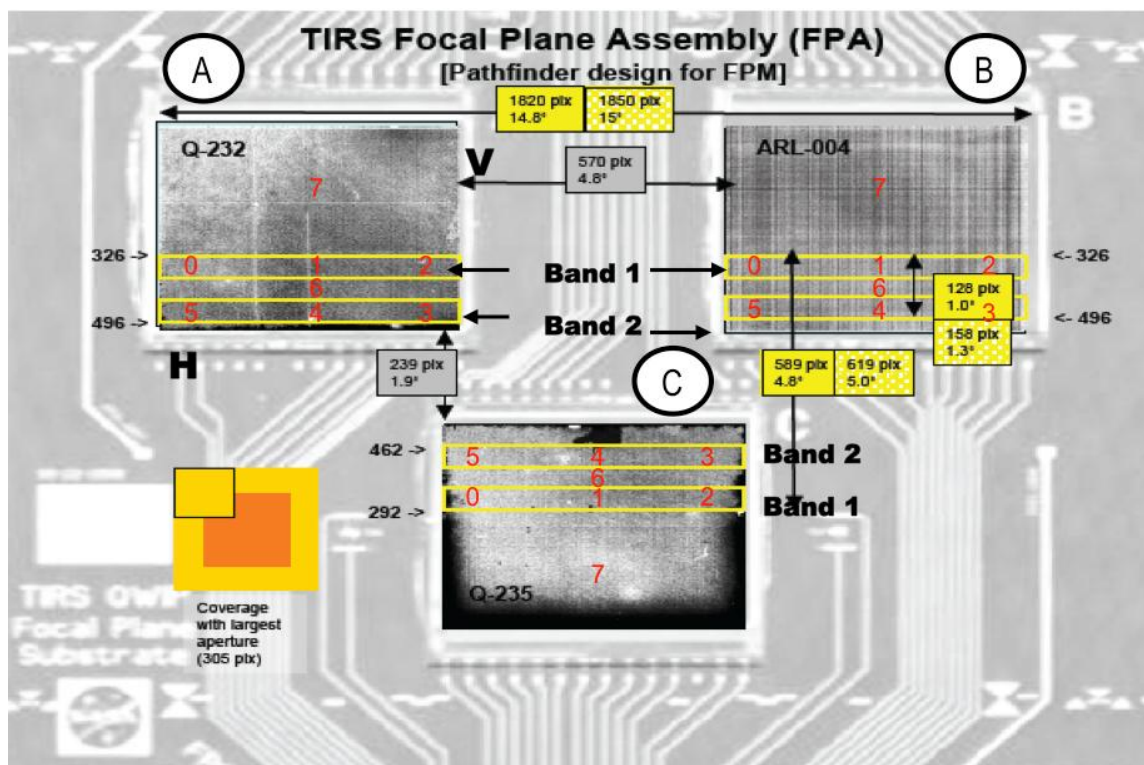 TIRS Focal Plane Assembly (FPA)
[Pathfinder design for FPM]
A
B
1820 pix
14.8°
1850 pix
15°
B
Q-232
V
570 pix
4.8°
ARL-004
7
7
326 ->
<- 326
0 1 2
Band 1
0 1 2
6
6
128 pix
1.0°
5 4 3
Band 2
5 4 3
496 ->
<- 496
158 pix
1.3°
H
239 pix
1.9°
C
589 pix
4.8°
619 pix
5.0°
462 ->
5 4 3
Band 2
6
0 1 2
Band 1
292 ->
7
Q-235
TIRS QWIP
Focal Plane
Substrate
Coverage
with largest
aperture
(305 pix)